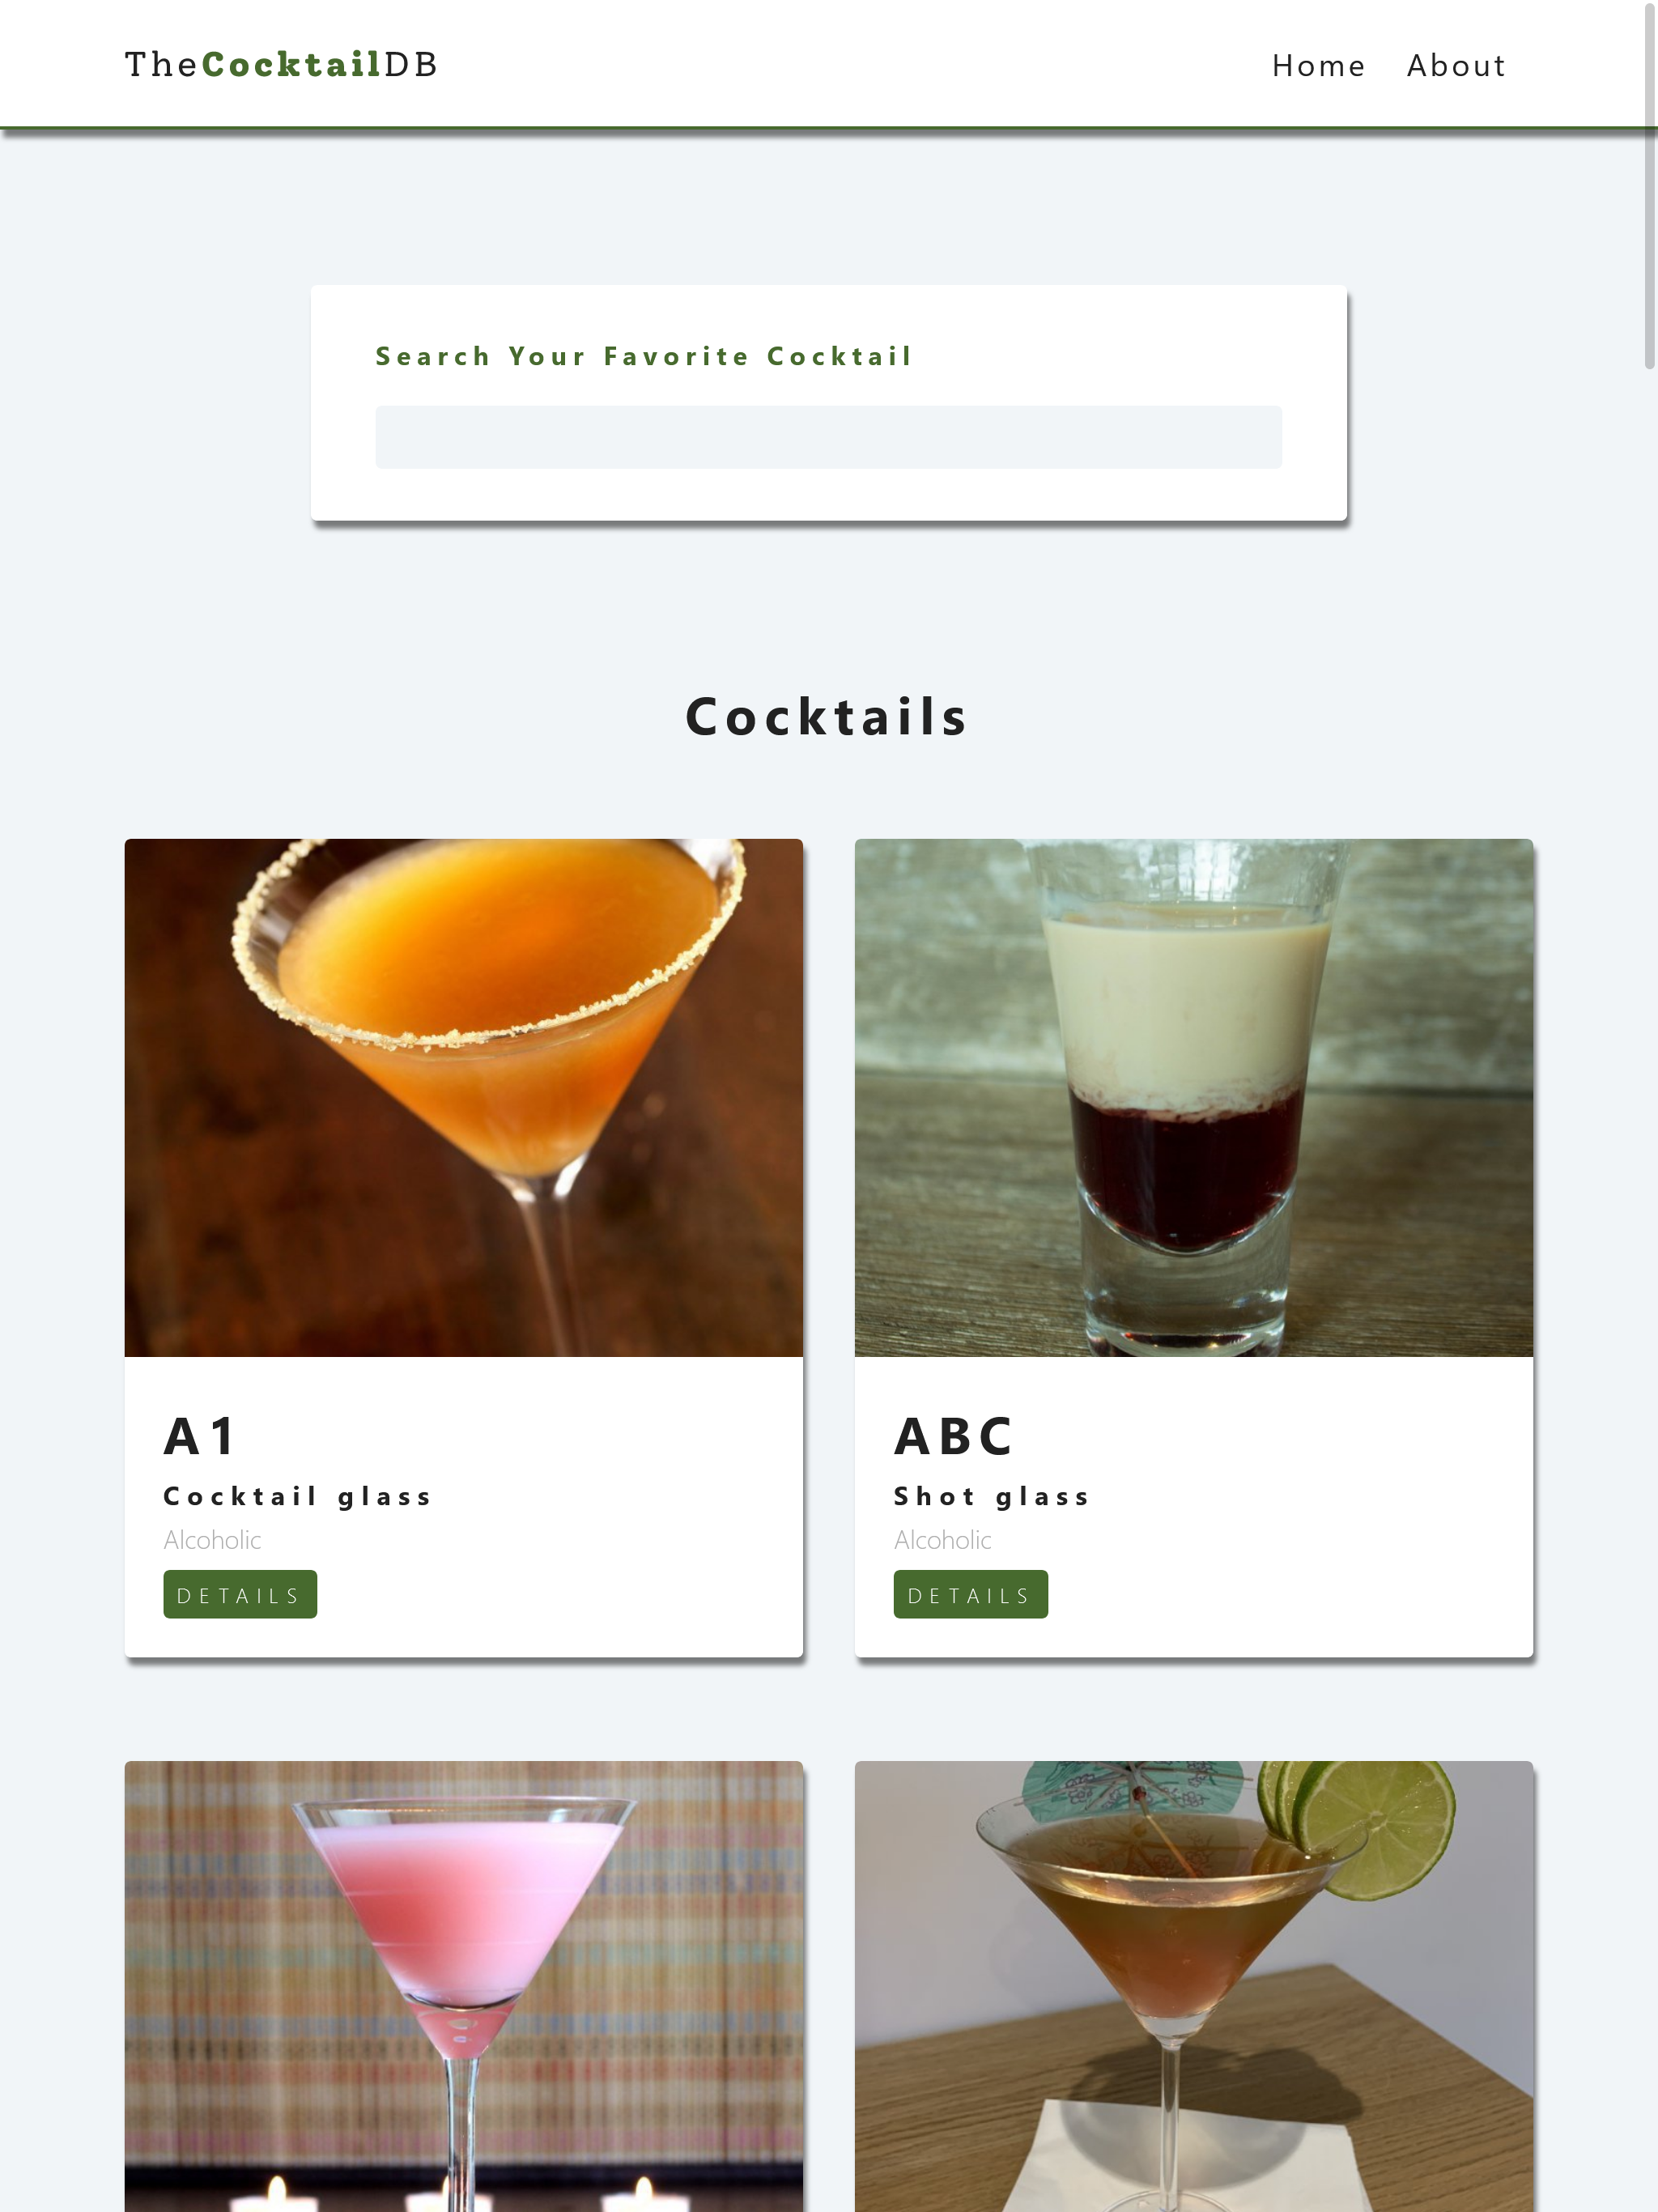 TheCocktailDB
Home About
Search Your Favorite Cocktail
Cocktails
A1
Cocktail glass
Alcoholic
DETAILS
ABC
Shot glass
Alcoholic
DETAILS